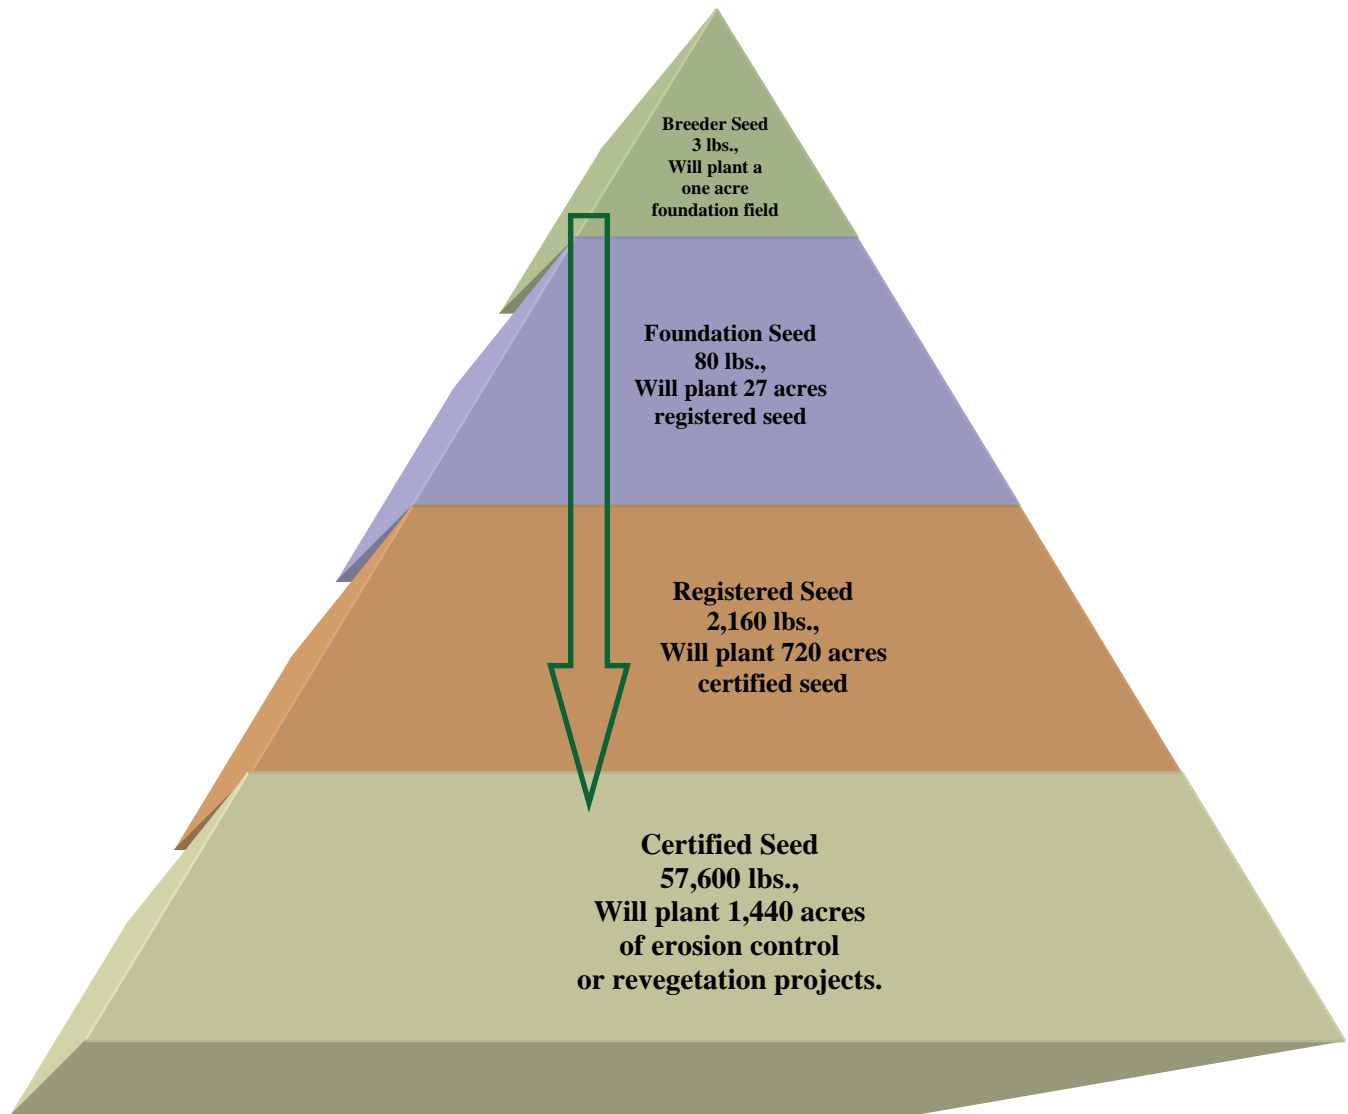 Breeder Seed
3 lbs.,
Will plant a
one acre
foundation field
Foundation Seed
80 lbs.,
Will plant 27 acres
registered seed
Registered Seed
2,160 lbs.,
Will plant 720 acres
certified seed
Certified Seed
57,600 lbs.,
Will plant 1,440 acres
of erosion control
or revegetation projects.